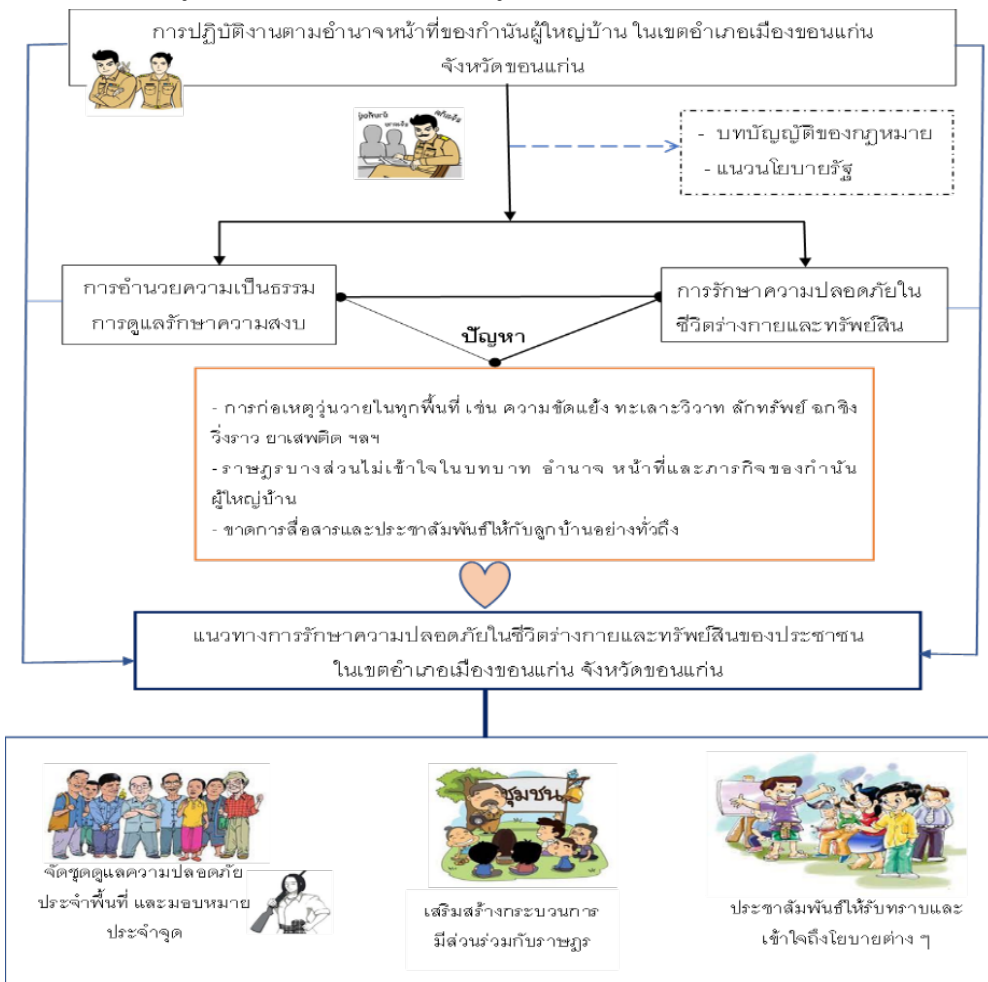 การปฏิบัติงานตามอำนาจหน้าที่ของกำนันผู้ใหญ่บ้าน ในเขตอำเภอเมืองขอนแก่น
จังหวัดขอนแก่น
- บทบัญญัติของกฎหมาย
- แนวนโยบายรัฐ
การอำนวยความเป็นธรรม
การดูแลรักษาความสงบ
การรักษาความปลอดภัยใน
ชีวิตร่างกายและทรัพย์สิน
ปัญหา
- การก่อเหตุวุ่นวายในทุกพื้นที่ เช่น ความขัดแย้ง ทะเลาะวิวาท ลักทรัพย์ ฉกชิง
วิ่งราว ยาเสพติด ฯลฯ
-ราษฎรบางส่วนไม่เข้าใจในบทบาท อำนาจ หน้าที่และภารกิจของกำนัน
ผู้ใหญ่บ้าน
- ขาดการสื่อสารและประชาสัมพันธ์ให้กับลูกบ้านอย่างทั่วถึง
แนวทางการรักษาความปลอดภัยในชีวิตร่างกายและทรัพย์สินของประชาชน
ในเขตอำเภอเมืองขอนแก่น จังหวัดขอนแก่น
จัดชุดดูแลความปลอดภัย
ประจำพื้นที่ และมอบหมาย
ประจำจุด
ชุมชน
เสริมสร้างกระบวนการ
มีส่วนร่วมกับราษฎร
ประชาสัมพันธ์ให้รับทราบและ
เข้าใจถึงโยบายต่าง ๆ